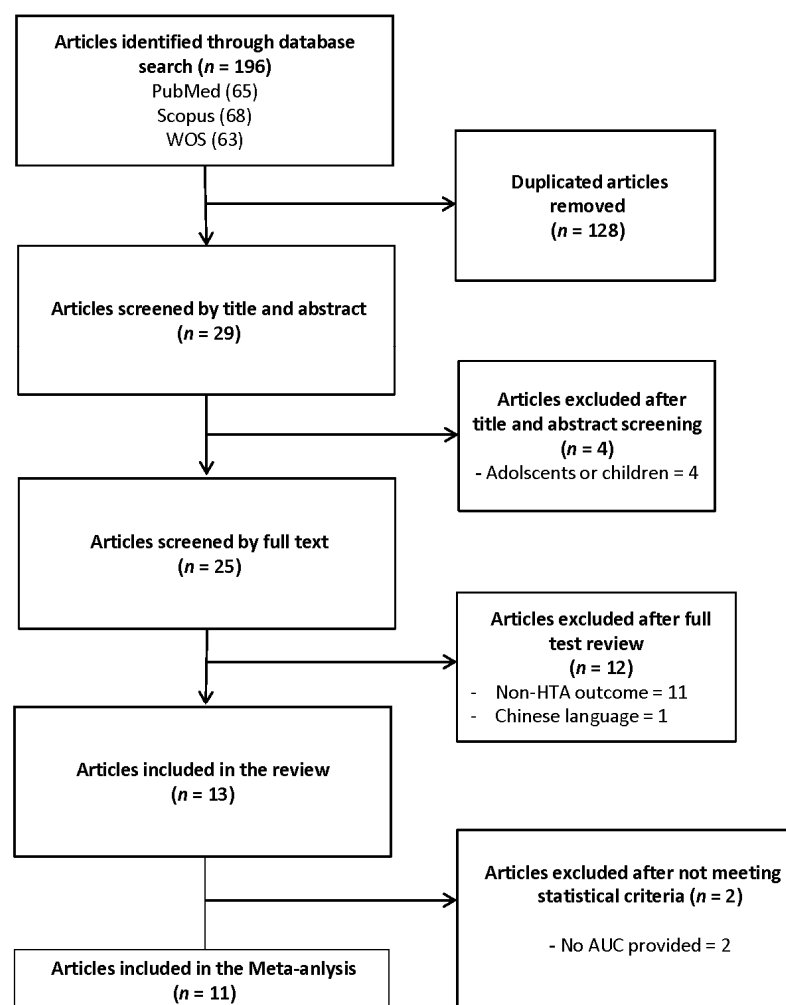 Articles identified through database
search (n = 196)
PubMed (65)
Scopus (68)
WOS (63)
Duplicated articles
removed
(n = 128)
Articles screened by title and abstract
(n = 29)
Articles excluded after
title and abstract screening
(n = 4)
- Adolscents or children = 4
Articles screened by full text
(n = 25)
Articles excluded after full
test review
(n = 12)
- Non-HTA outcome = 11
- Chinese language = 1
Articles included in the review
(n = 13)
Articles excluded after not meeting
statistical criteria (n = 2)
- No AUC provided = 2
Articles included in the Meta-anlysis
(n = 11)